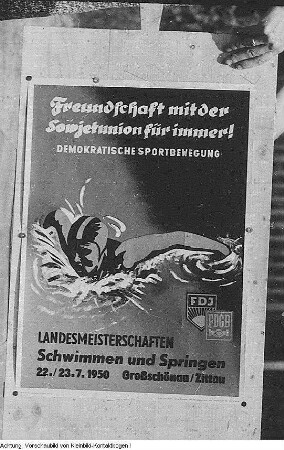 Freundschaft mit der
Sowjetunion für immer!
DEMOKRATISCHE SPORTBEWEGUNG
FDJ
FDGB
LANDESMEISTERSCHAFTEN
Schwimmen und Springen
22./23.7.1950 Großschönau/Zittau
Achtung, Vorschaubild von Kleinbild-Kontaktbogen!